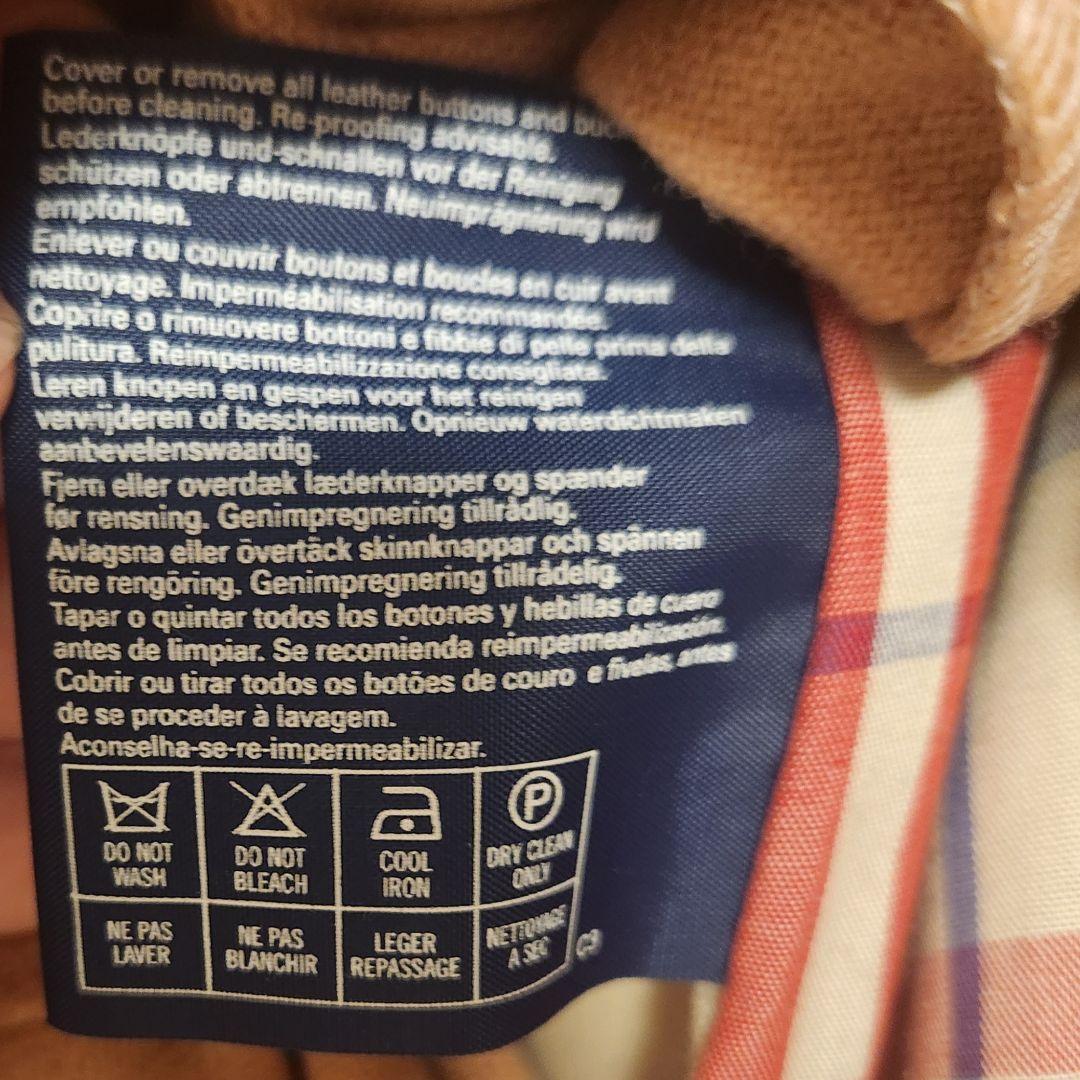 Cover or remove all leather buttons and buc
before cleaning. Re-proofing advisable.
Lederknöpfe und-schnallen vor der Reinigung
schützen oder abtrennen. Neuimprägnierung wird
empfohlen.
Enlever ou couvrir boutons et boucles en cuir avant
nettoyage. Imperméabilisation recommandée.
Coprire o rimuovere bottoni e fibbie di pelle prima della
pulitura. Reimpermeabilizzazione consigliata.
Leren knopen en gespen voor het reinigen
verwijderen of beschermen. Opnieuw waterdichtmaken
aanbevelenswaardig.
Fjern eller overdæk læderknapper og spænder
før rensning. Genimpregnering tillrådlig.
Avlagsna eller övertäck skinnknappar och spännen
före rengöring. Genimpregnering tillrådelig.
Tapar o quintar todos los botones y hebillas de cuero
antes de limpiar. Se recomienda reimpermeabilización.
Cobrir ou tirar todos os botões de couro e fivelas, antes
de se proceder à lavagem.
Aconselha-se-re-impermeabilizar.
P
DO NOT WASH
DO NOT BLEACH
COOL IRON
DRY CLEAN ONLY
NE PAS LAVER
NE PAS BLANCHIR
LEGER REPASSAGE
NETTOYAGE A SEC
C3